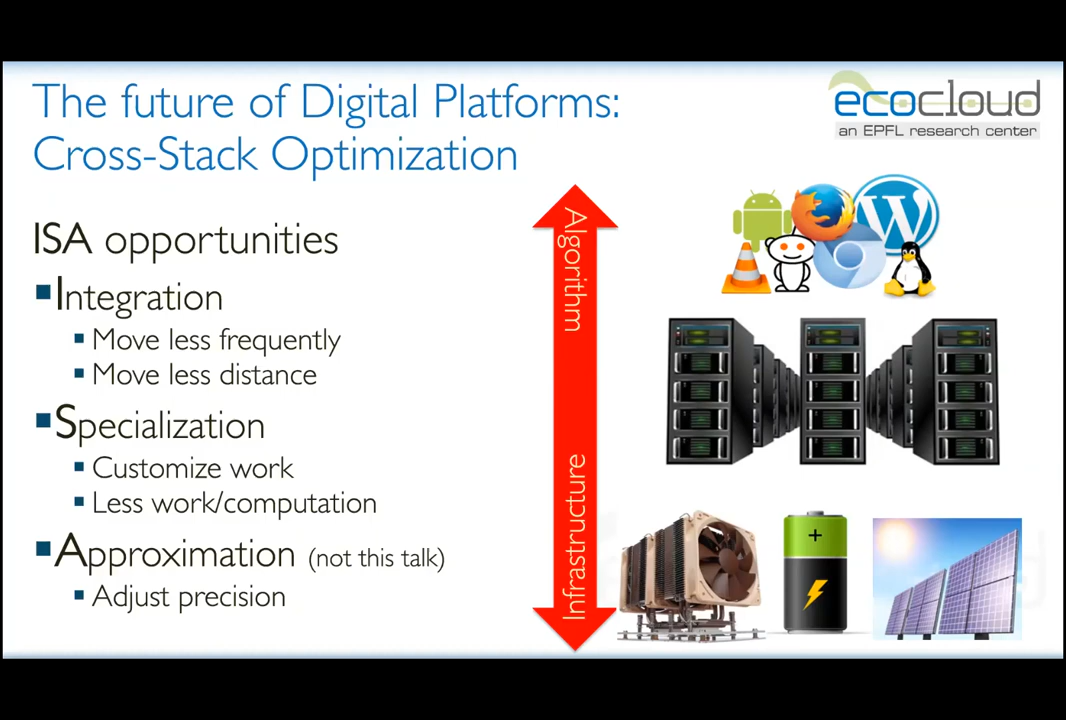 The future of Digital Platforms:
Cross-Stack Optimization
ecocloud
an EPFL research center
ISA opportunities
Integration
Move less frequently
Move less distance
Specialization
Customize work
Less work/computation
Approximation (not this talk)
Adjust precision
Algorithm
Infrastructure
W
+